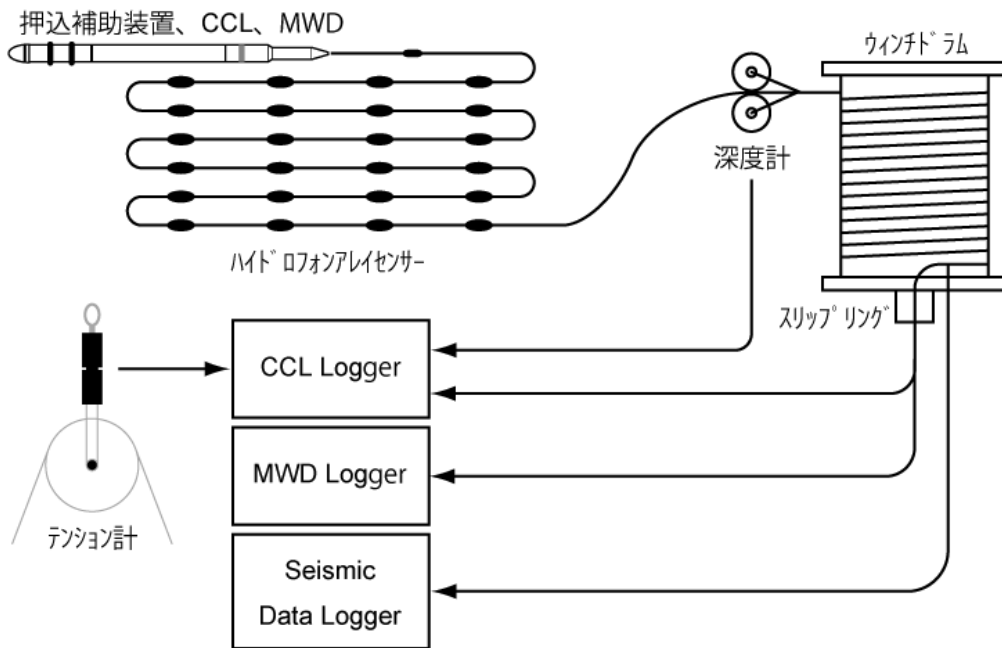 押込補助装置、CCL、MWD
ｳｨﾝﾁﾄﾞﾗﾑ
深度計
ﾊｲﾄﾞﾛﾌｫﾝｱﾚｲｾﾝｻｰ
ｽﾘｯﾌﾟﾘﾝｸﾞ
CCL Logger
MWD Logger
ﾃﾝｼｮﾝ計
Seismic
Data Logger